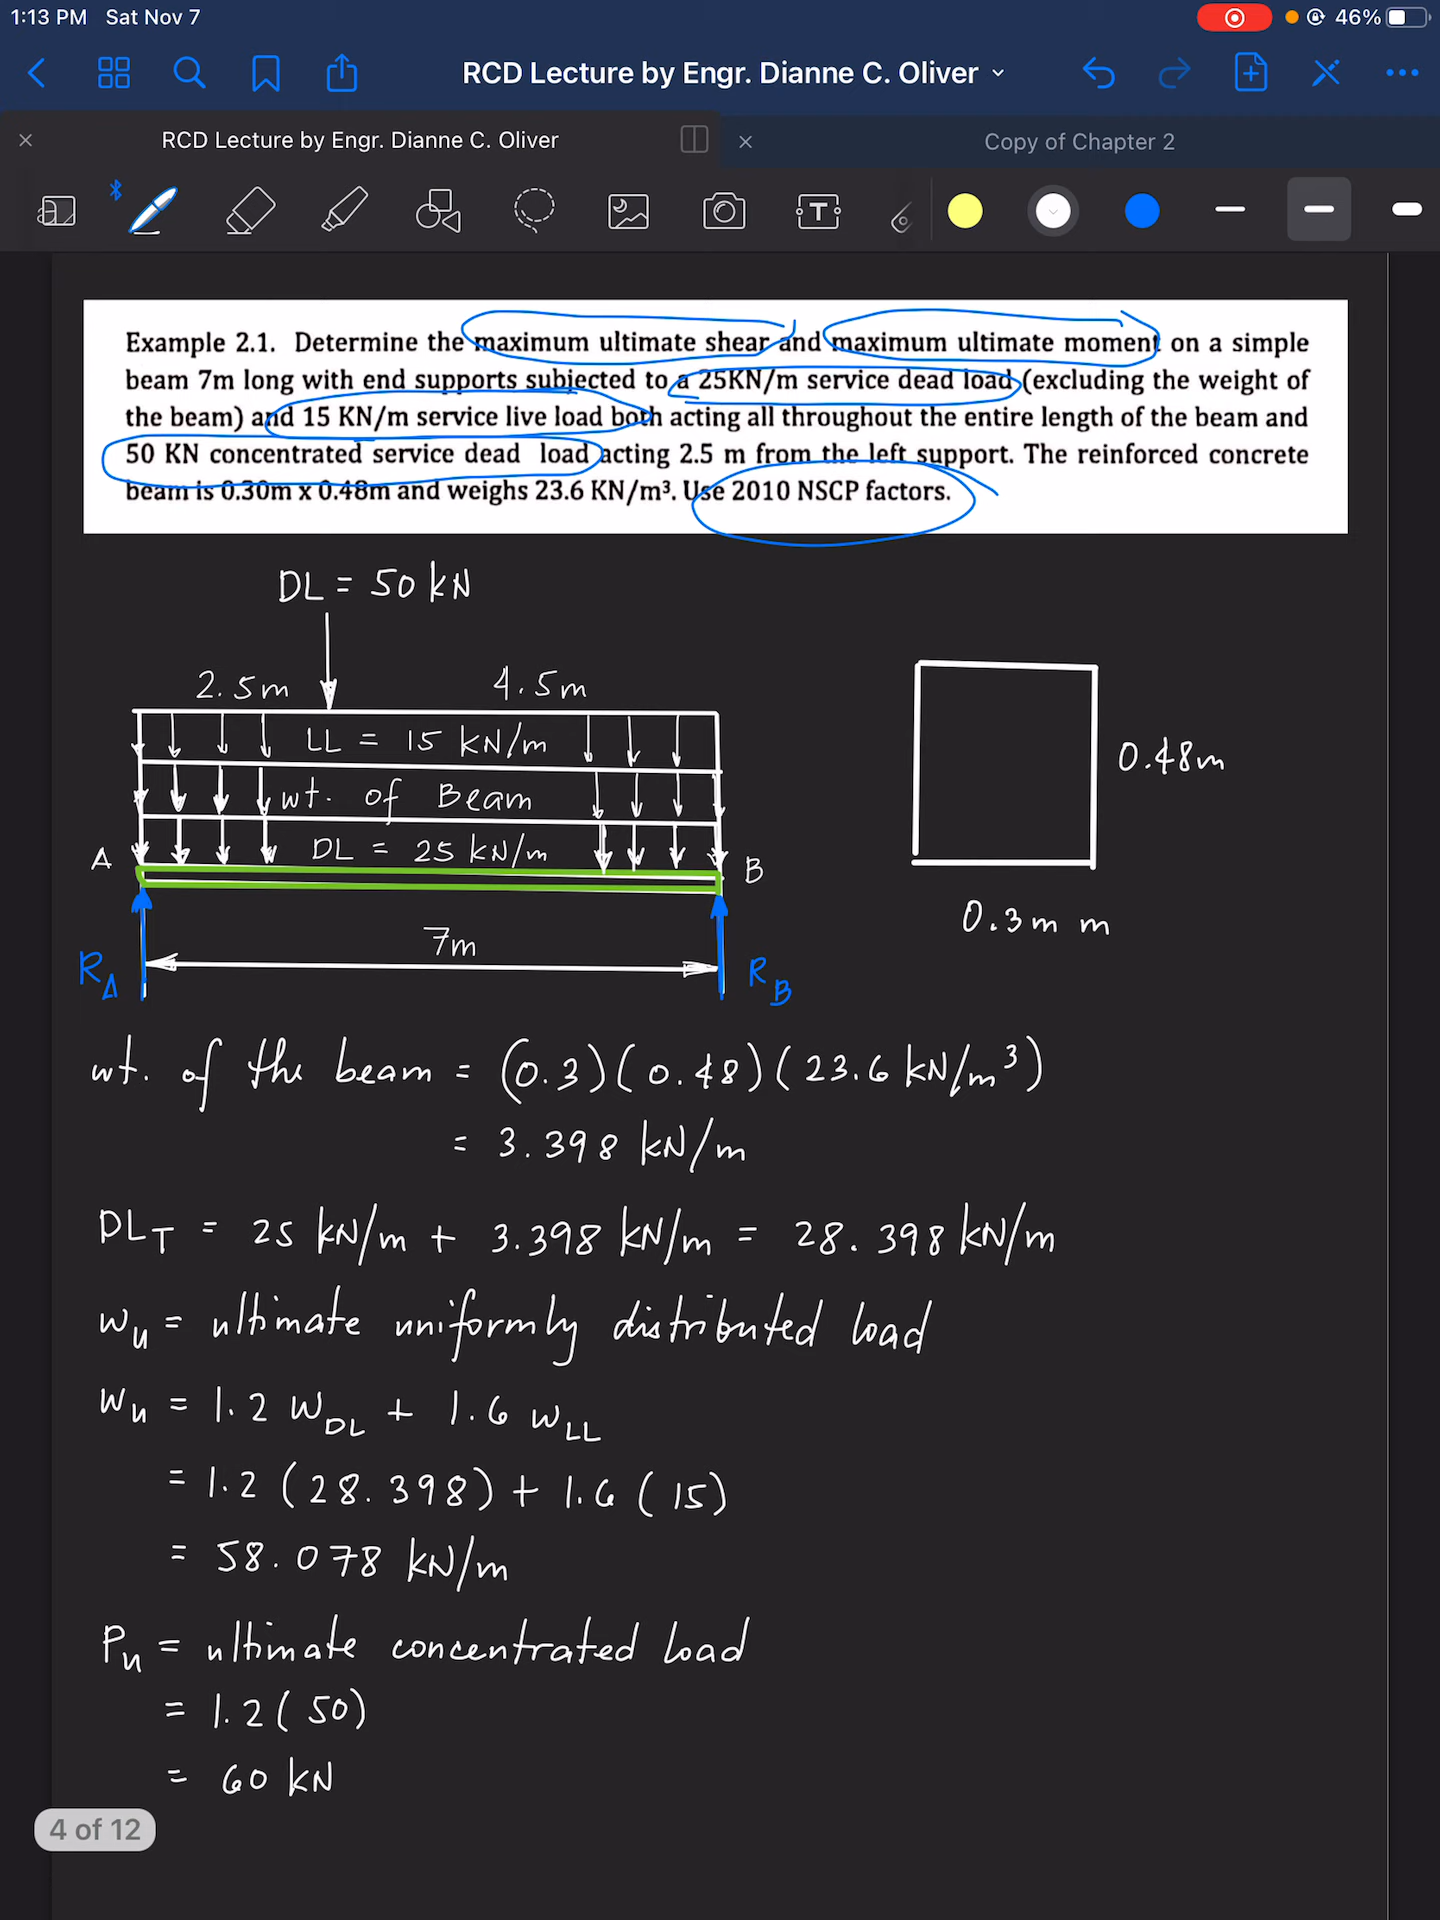 1:13 PM Sat Nov 7 46%
RCD Lecture by Engr. Dianne C. Oliver
RCD Lecture by Engr. Dianne C. Oliver
Copy of Chapter 2
Example 2.1. Determine the maximum ultimate shear and maximum ultimate moment on a simple
beam 7m long with end supports subjected to a 25KN/m service dead load (excluding the weight of
the beam) and 15 KN/m service live load both acting all throughout the entire length of the beam and
50 KN concentrated service dead load acting 2.5 m from the left support. The reinforced concrete
beam is 0.30m x 0.48m and weighs 23.6 KN/m³. Use 2010 NSCP factors.
DL = 50 kN
2.5m 4.5m
LL = 15 kN/m
wt. of Beam
DL = 25 kN/m
A B
7m
R_A R_B
0.48m
0.3m m
wt. of the beam = (0.3)(0.48)(23.6 kN/m³)
= 3.398 kN/m
DL_T = 25 kN/m + 3.398 kN/m = 28.398 kN/m
Wu = ultimate uniformly distributed load
Wu = 1.2 W_DL + 1.6 W_LL
= 1.2 (28.398) + 1.6 (15)
= 58.078 kN/m
Pu = ultimate concentrated load
= 1.2 (50)
= 60 kN
4 of 12